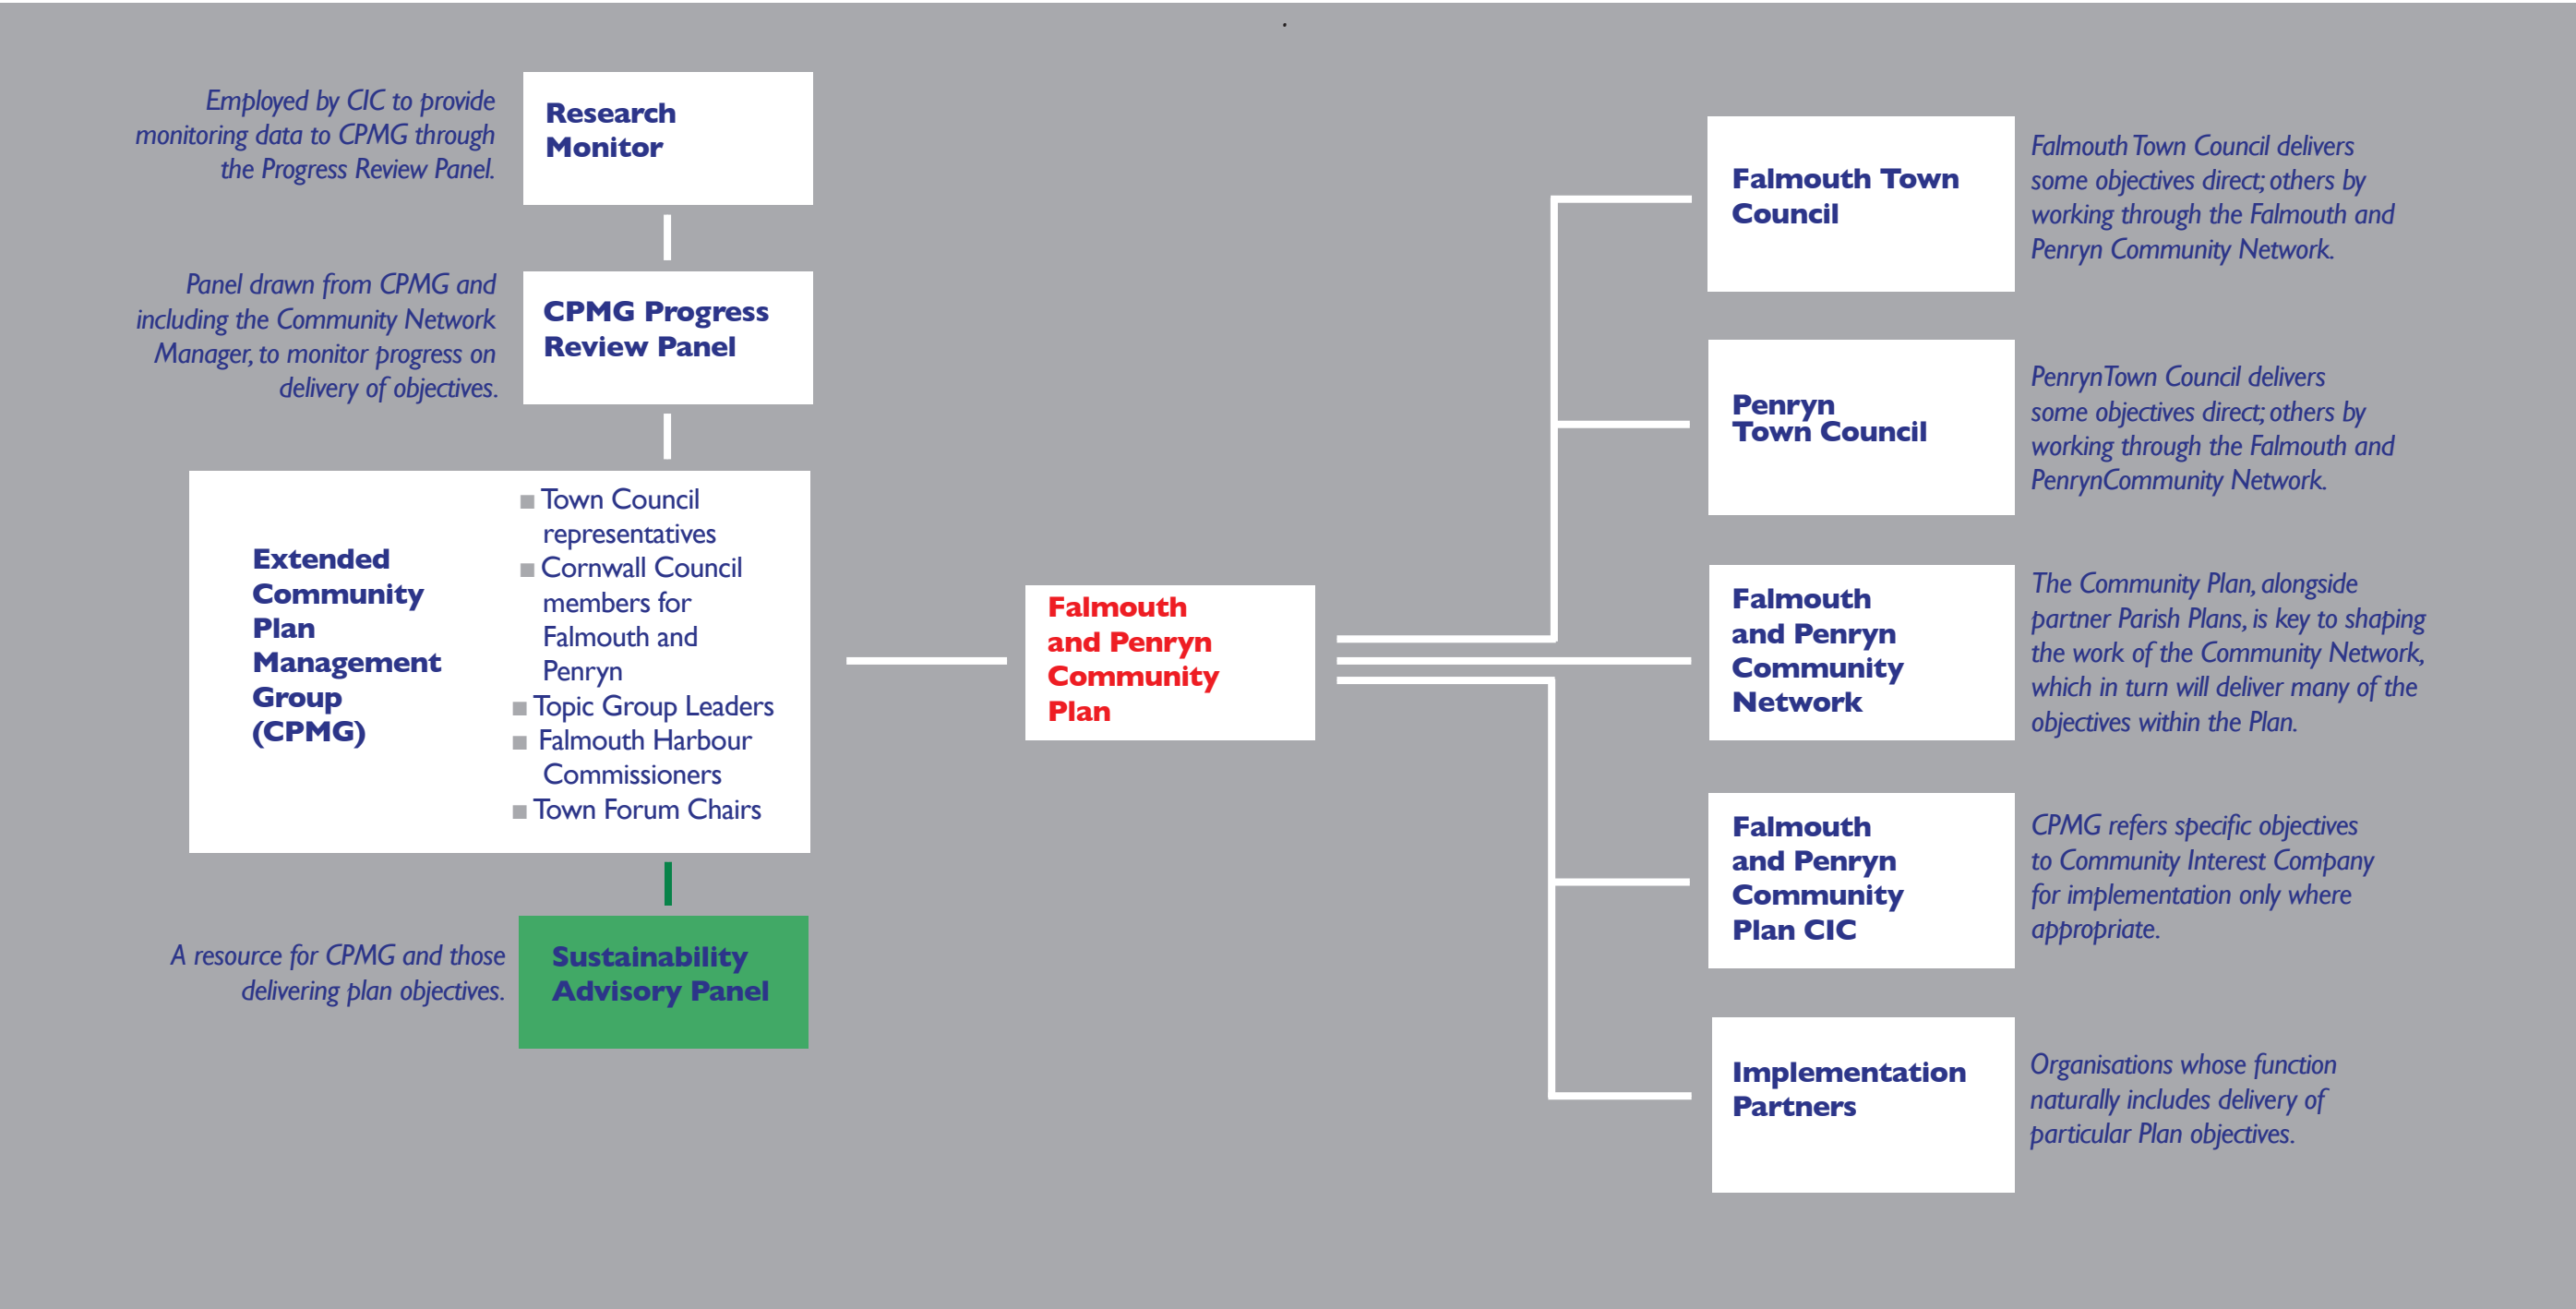 Employed by CIC to provide
monitoring data to CPMG through
the Progress Review Panel.
Research
Monitor
Panel drawn from CPMG and
including the Community Network
Manager, to monitor progress on
delivery of objectives.
CPMG Progress
Review Panel
Extended
Community
Plan
Management
Group
(CPMG)
Town Council
representatives
Cornwall Council
members for
Falmouth and
Penryn
Topic Group Leaders
Falmouth Harbour
Commissioners
Town Forum Chairs
A resource for CPMG and those
delivering plan objectives.
Sustainability
Advisory Panel
Falmouth
and Penryn
Community
Plan
Falmouth Town
Council
Falmouth Town Council delivers
some objectives direct; others by
working through the Falmouth and
Penryn Community Network.
Penryn
Town Council
PenrynTown Council delivers
some objectives direct; others by
working through the Falmouth and
PenrynCommunity Network.
Falmouth
and Penryn
Community
Network
The Community Plan, alongside
partner Parish Plans, is key to shaping
the work of the Community Network,
which in turn will deliver many of the
objectives within the Plan.
Falmouth
and Penryn
Community
Plan CIC
CPMG refers specific objectives
to Community Interest Company
for implementation only where
appropriate.
Implementation
Partners
Organisations whose function
naturally includes delivery of
particular Plan objectives.